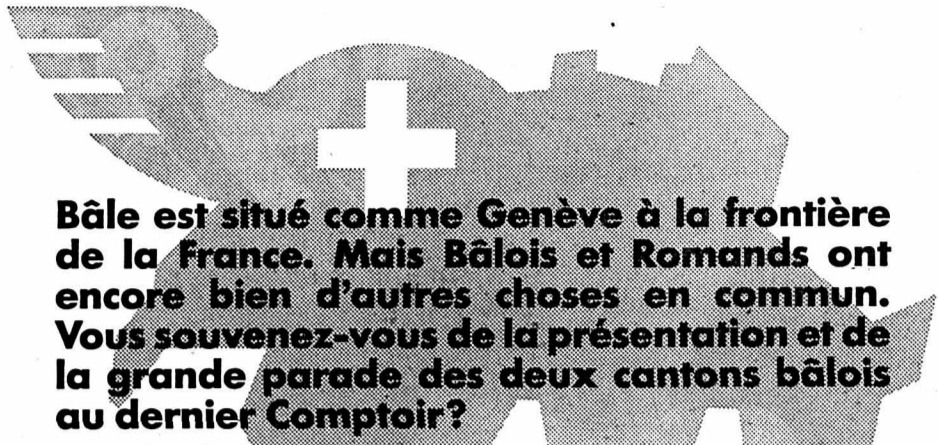 Bâle est situé comme Genève à la frontière
de la France. Mais Bâlois et Romands ont
encore bien d'autres choses en commun.
Vous souvenez-vous de la présentation et de
la grande parade des deux cantons bâlois
au dernier Comptoir?